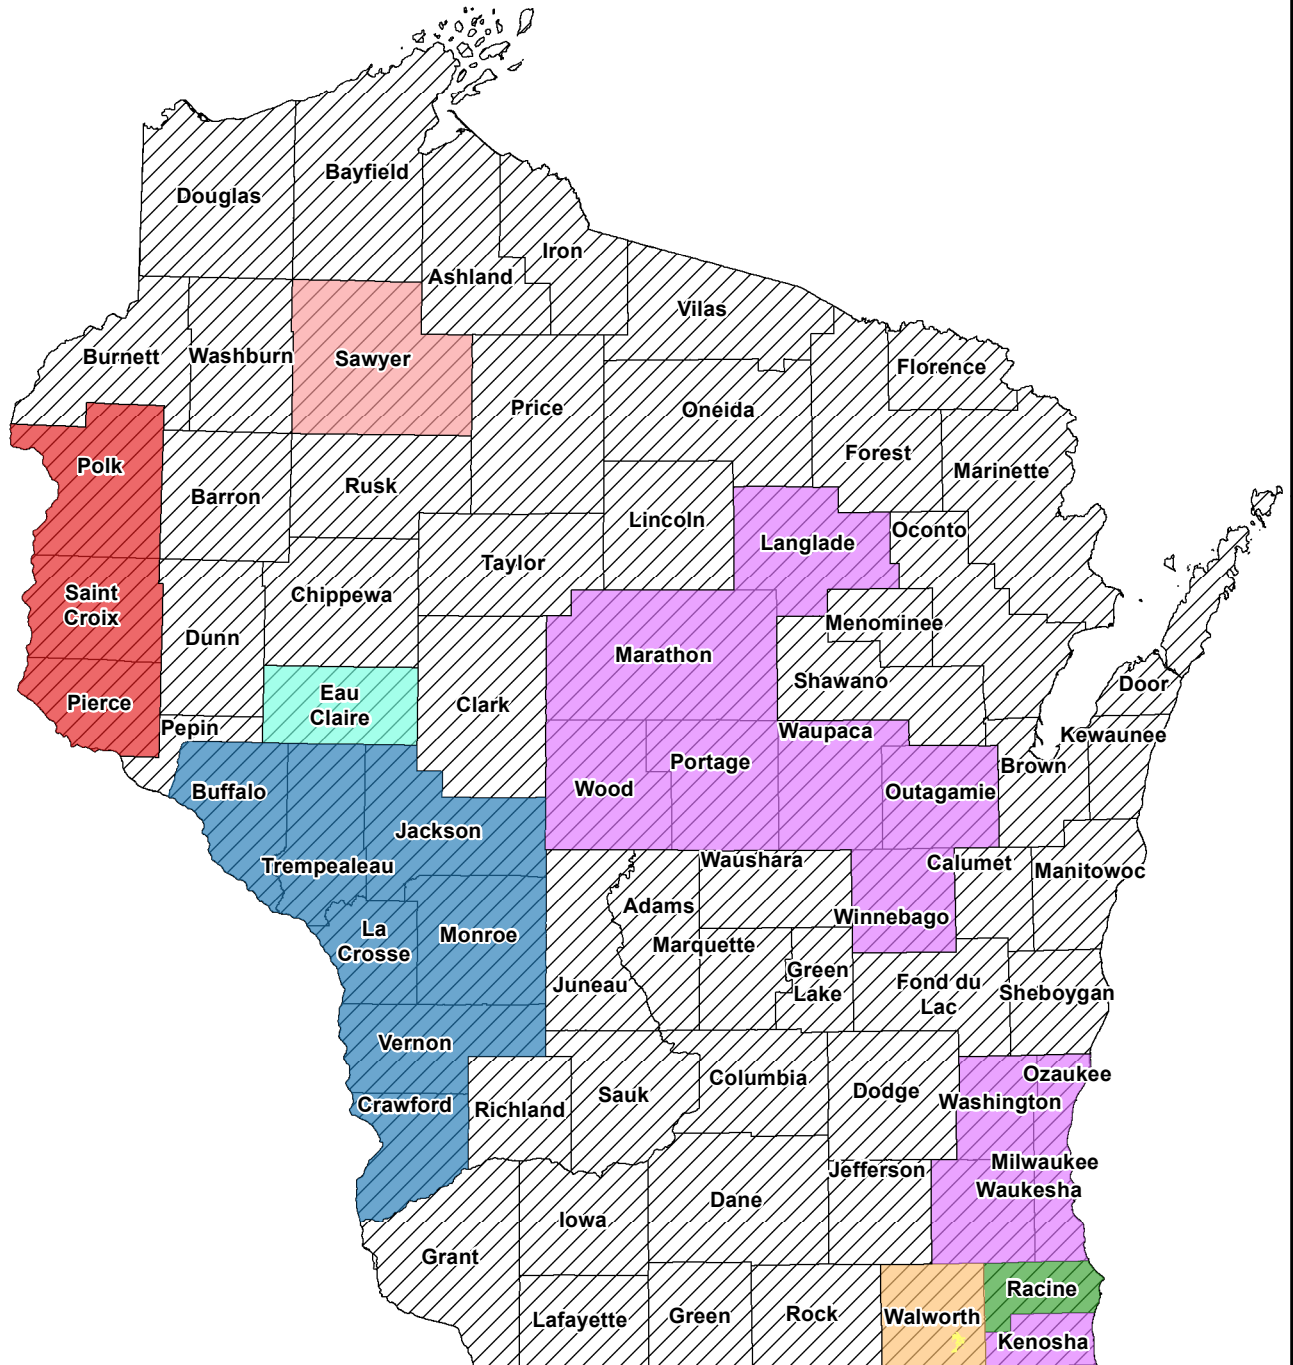 Bayfield
Douglas
Iron
Ashland
Vilas
Burnett
Washburn
Sawyer
Florence
Price
Oneida
Forest
Polk
Marinette
Rusk
Barron
Lincoln
Oconto
Langlade
Taylor
Saint
Croix
Chippewa
Menominee
Dunn
Marathon
Shawano
Door
Eau
Claire
Pierce
Clark
Pepin
Waupaca
Kewaunee
Portage
Brown
Wood
Buffalo
Outagamie
Jackson
Waushara
Calumet
Trempealeau
Manitowoc
Adams
Winnebago
La
Crosse
Monroe
Marquette
Green
Lake
Juneau
Fond du
Lac
Sheboygan
Vernon
Ozaukee
Columbia
Dodge
Sauk
Washington
Crawford
Richland
Milwaukee
Jefferson
Waukesha
Dane
Iowa
Grant
Racine
Rock
Green
Walworth
Lafayette
Kenosha